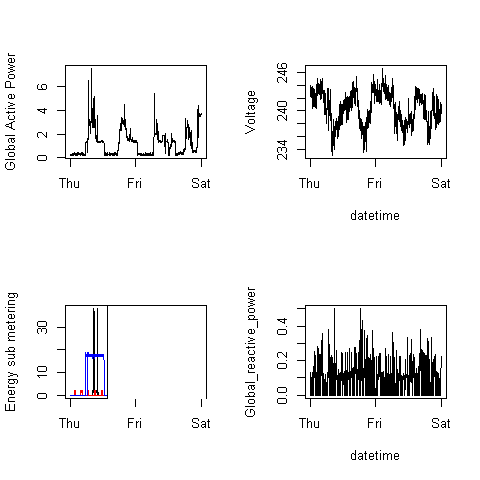 Global Active Power
0 2 4 6
Thu Fri Sat
Voltage
234 240 246
Thu Fri Sat
datetime
Energy sub metering
0 10 30
Thu Fri Sat
Global_reactive_power
0.0 0.2 0.4
Thu Fri Sat
datetime